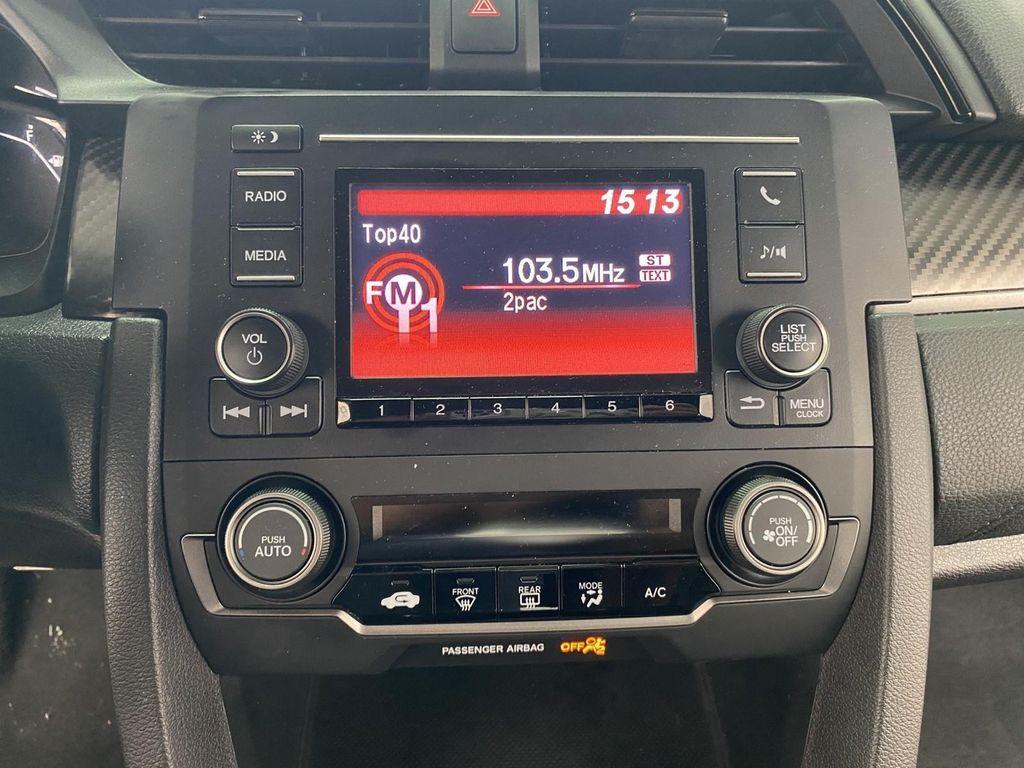 RADIO
MEDIA
15 13
Top40
103.5MHz
ST
TEXT
FM
1
2pac
VOL
LIST
PUSH
SELECT
1 2 3 4 5 6
MENU
CLOCK
PUSH
AUTO
PUSH
ON/
OFF
FRONT
REAR
MODE
A/C
PASSENGER AIRBAG OFF
F